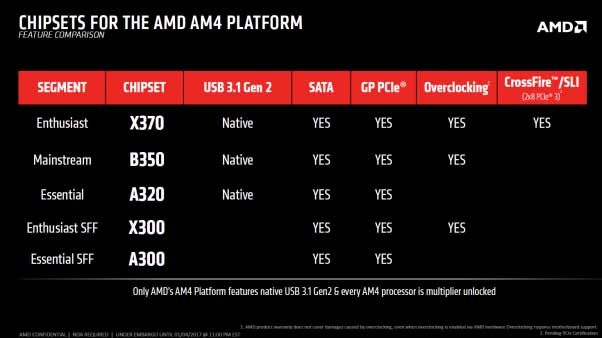 CHIPSETS FOR THE AMD AM4 PLATFORM
FEATURE COMPARISON
AMD
SEGMENT CHIPSET USB 3.1 Gen 2 SATA GP PCIe® Overclocking¹ CrossFire™/SLI
(2x8 PCIe® 3)²
Enthusiast X370 Native YES YES YES YES
Mainstream B350 Native YES YES YES
Essential A320 Native YES YES
Enthusiast SFF X300 YES YES YES
Essential SFF A300 YES YES
Only AMD's AM4 Platform features native USB 3.1 Gen2 & every AM4 processor is multiplier unlocked
1. AMD product warranty does not cover damages caused by overclocking, even when overclocking is enabled via AMD hardware Overclocking requires motherboard support.
AMD CONFIDENTIAL | NDA REQUIRED | UNDER EMBARGO UNTIL 01/04/2017 @ 11:00 PM EST
2. Pending PCIe Certification